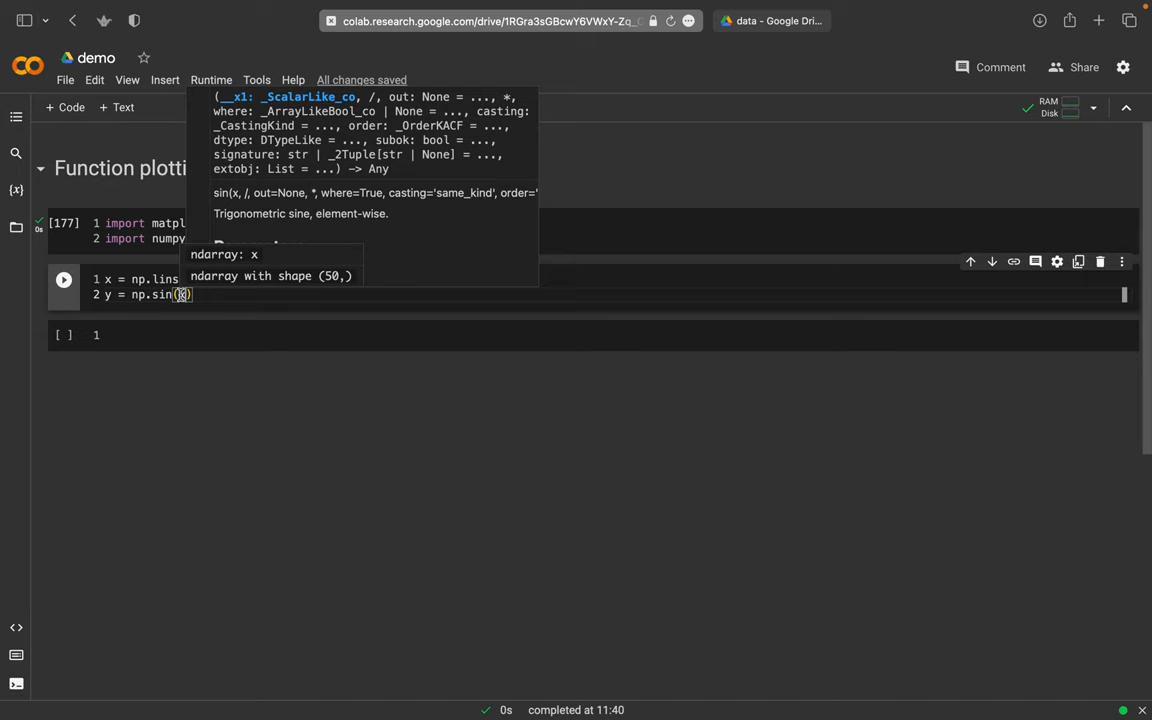 colab.research.google.com/drive/1RGra3sGBcwY6VWxY-Zq_C
data - Google Dri...
demo
File Edit View Insert Runtime Tools Help All changes saved
Comment Share
+ Code + Text
RAM
Disk
Function plotti
(__x1: _ScalarLike_co, /, out: None = ..., *,
where: _ArrayLikeBool_co | None = ..., casting:
_CastingKind = ..., order: _OrderKACF = ...,
dtype: DTypeLike = ..., subok: bool = ...,
signature: str | _2Tuple[str | None] = ...,
extobj: List = ...) -> Any
sin(x, /, out=None, *, where=True, casting='same_kind', order='
Trigonometric sine, element-wise.
[177] 1 import matpl
0s 2 import numpy
ndarray: x
ndarray with shape (50,)
1 x = np.lins
2 y = np.sin(x)
[ ] 1
0s completed at 11:40